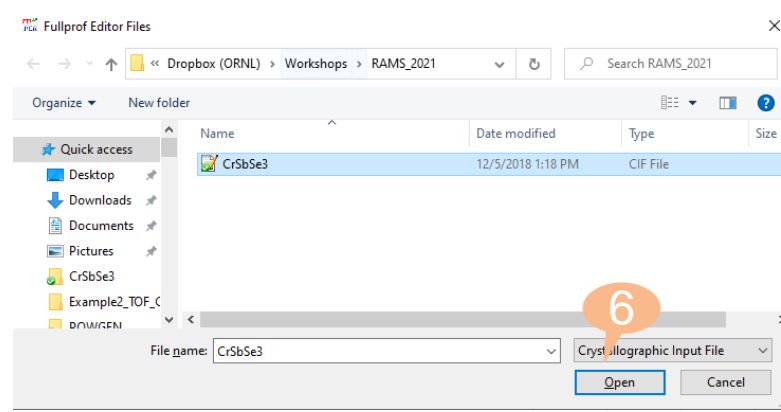 Fullprof Editor Files
« Dropbox (ORNL) > Workshops > RAMS_2021
Search RAMS_2021
Organize
New folder
Name
Date modified
Type
Size
Quick access
CrSbSe3
12/5/2018 1:18 PM
CIF File
Desktop
Downloads
Documents
Pictures
CrSbSe3
Example2_TOF_C
POWGEN
6
File name:
CrSbSe3
Crystallographic Input File
Open
Cancel